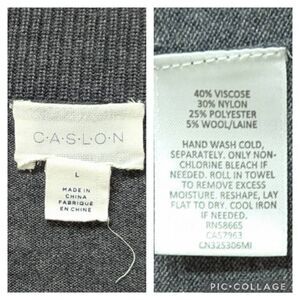 C·A·S·L·O·N
L
MADE IN
CHINA
FABRIQUÉ
EN CHINE
40% VISCOSE
30% NYLON
25% POLYESTER
5% WOOL/LAINE
HAND WASH COLD,
SEPARATELY. ONLY NON-
CHLORINE BLEACH IF
NEEDED. ROLL IN TOWEL
TO REMOVE EXCESS
MOISTURE. RESHAPE, LAY
FLAT TO DRY. COOL IRON
IF NEEDED.
RN58665
CA57963
CN325306MI
PIC•COLLAGE